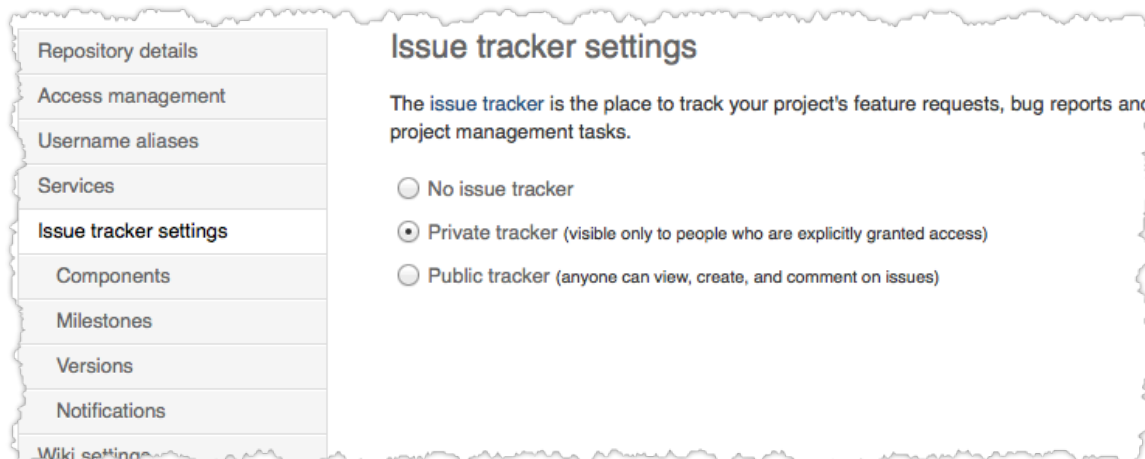 Repository details
Access management
Username aliases
Services
Issue tracker settings
Components
Milestones
Versions
Notifications
Wiki settings
Issue tracker settings
The issue tracker is the place to track your project's feature requests, bug reports and
project management tasks.
No issue tracker
Private tracker (visible only to people who are explicitly granted access)
Public tracker (anyone can view, create, and comment on issues)